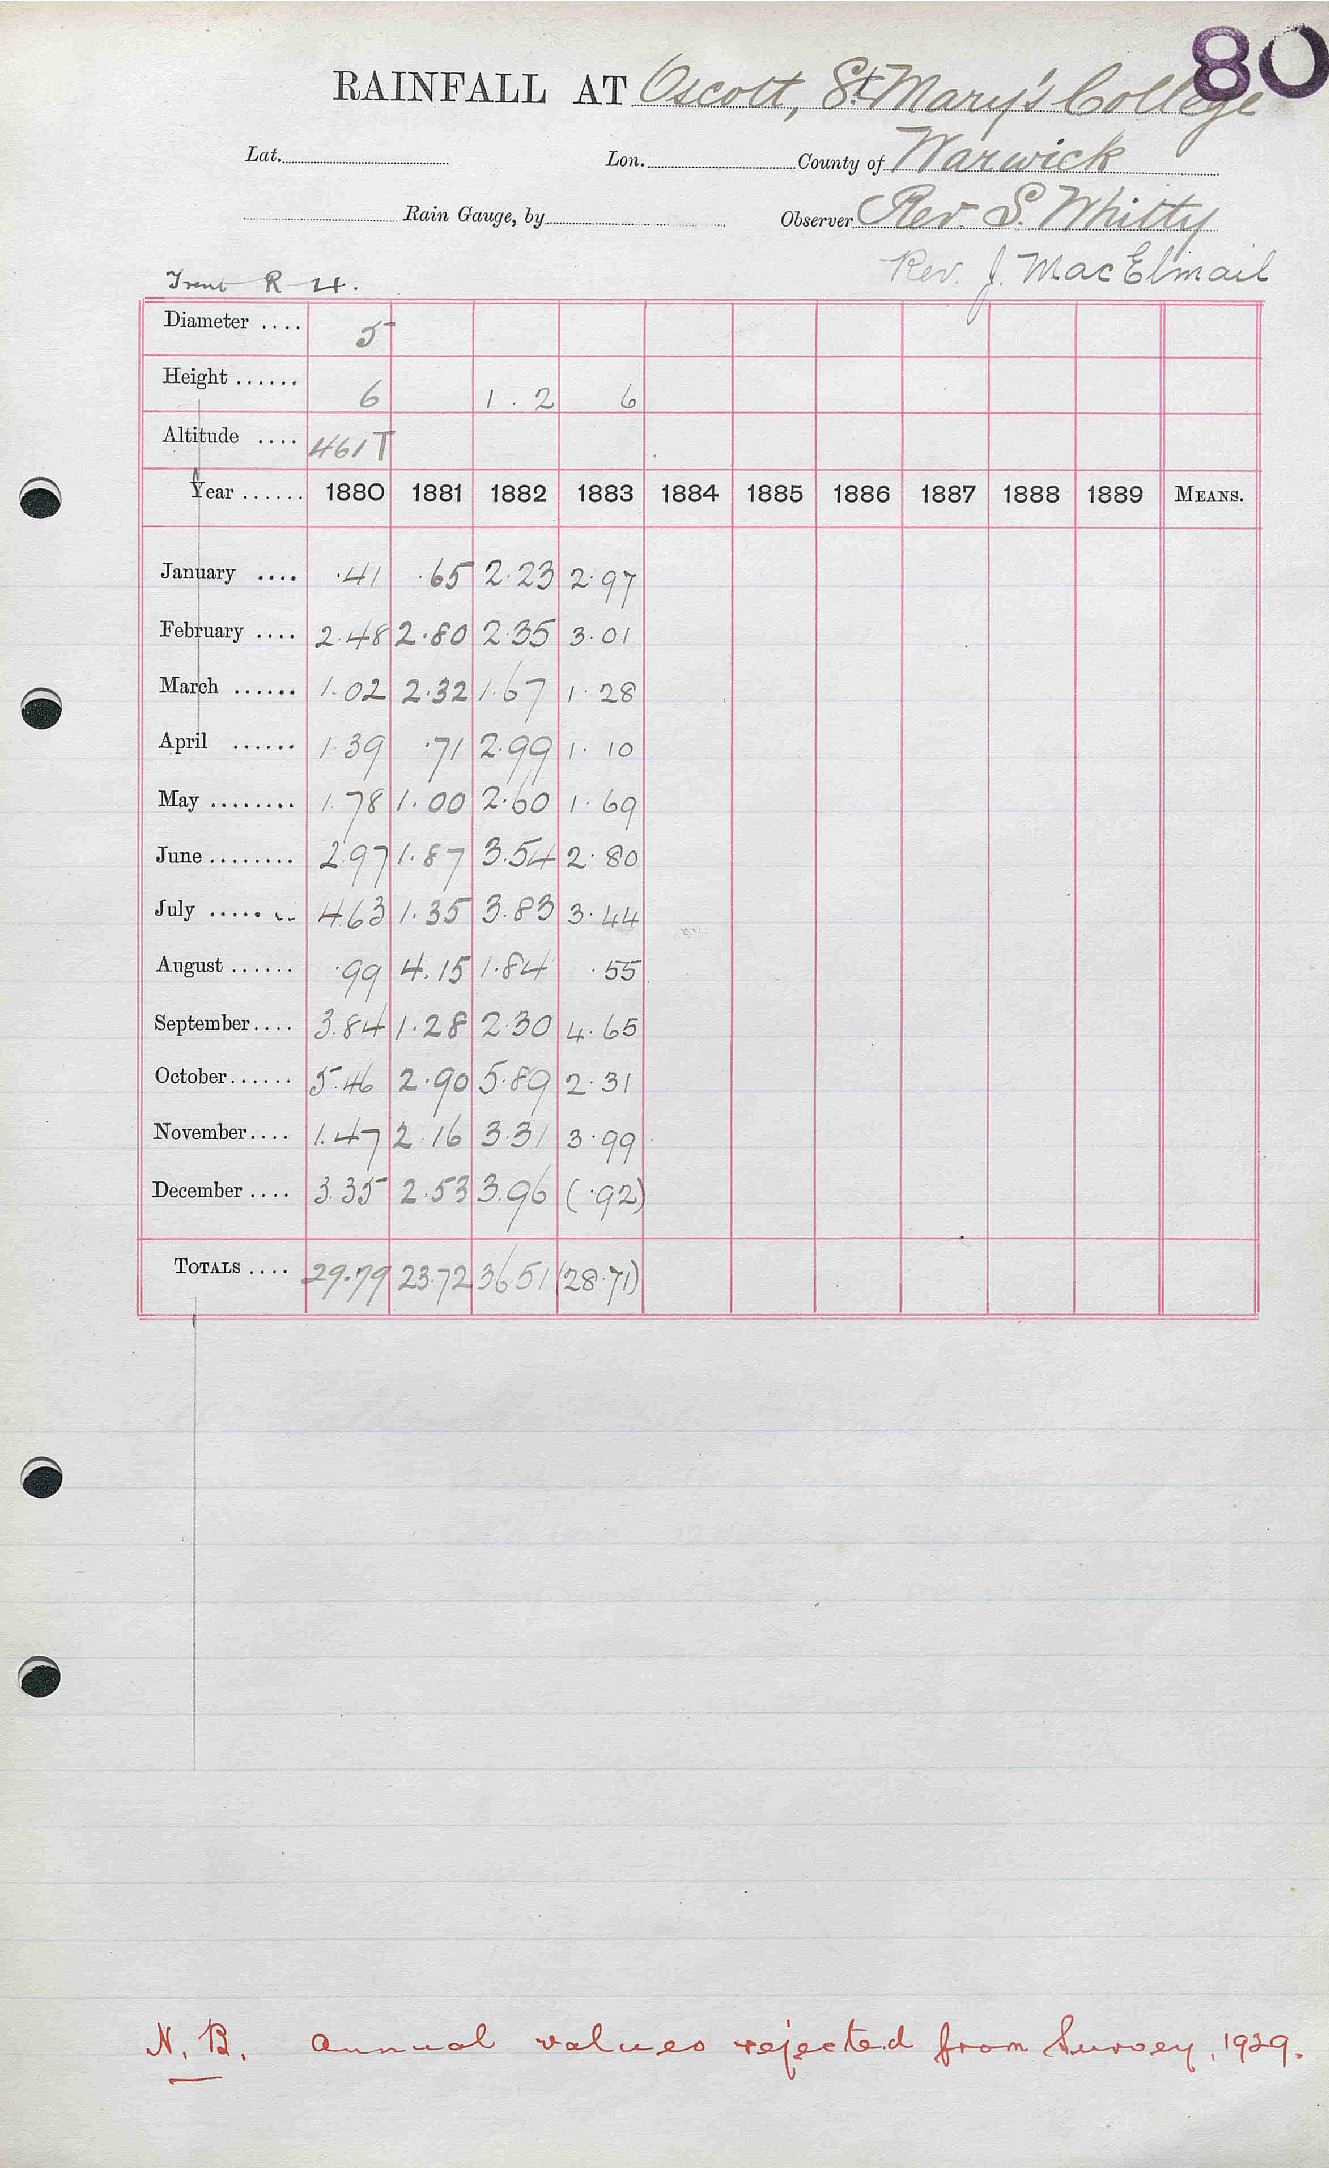 80
RAINFALL AT Oscott, St. Mary's College
Lat. Lon. County of Warwick
Rain Gauge, by Observer Rev. S. Whitty
Rev. J. MacElmail
Trent R 4.
Diameter .... 5
Height ...... 6 1.2 6
Altitude .... 461T
Year ...... 1880 1881 1882 1883 1884 1885 1886 1887 1888 1889 MEANS.
January .... .41 .65 2.23 2.97
February .... 2.48 2.80 2.35 3.01
March ...... 1.02 2.32 1.67 1.28
April ...... 1.39 .71 2.99 1.10
May ........ 1.78 1.00 2.60 1.69
June ........ 2.97 1.87 3.54 2.80
July ........ 4.63 1.35 3.83 3.44
August ...... .99 4.15 1.84 .55
September .... 3.84 1.28 2.30 4.65
October ...... 5.46 2.90 5.89 2.31
November .... 1.47 2.16 3.31 3.99
December .... 3.35 2.53 3.96 (.92)
TOTALS .... 29.79 23.72 36.51 (28.71)
N.B. Annual values rejected from Survey, 1929.